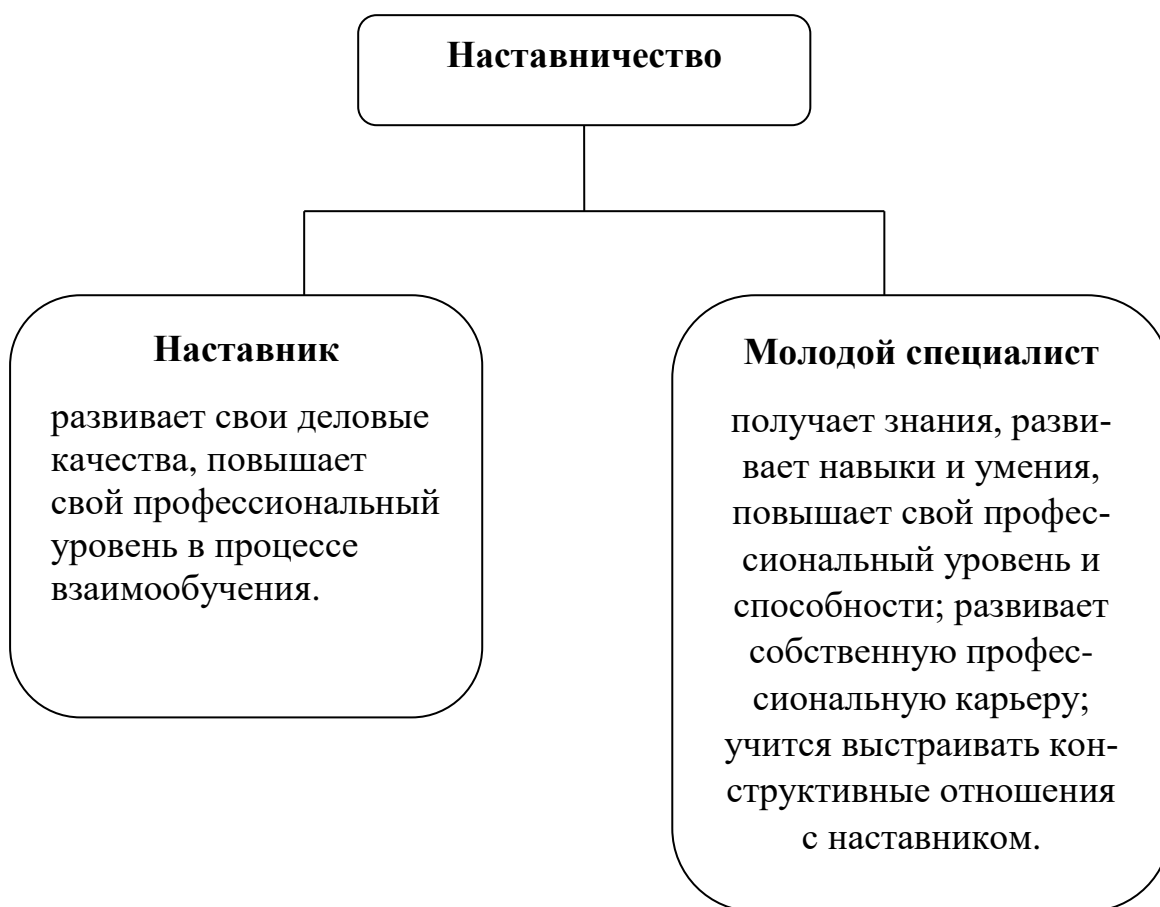 Наставничество
Наставник
развивает свои деловые
качества, повышает
свой профессиональный
уровень в процессе
взаимообучения.
Молодой специалист
получает знания, разви-
вает навыки и умения,
повышает свой профес-
сиональный уровень и
способности; развивает
собственную профес-
сиональную карьеру;
учится выстраивать кон-
структивные отношения
с наставником.